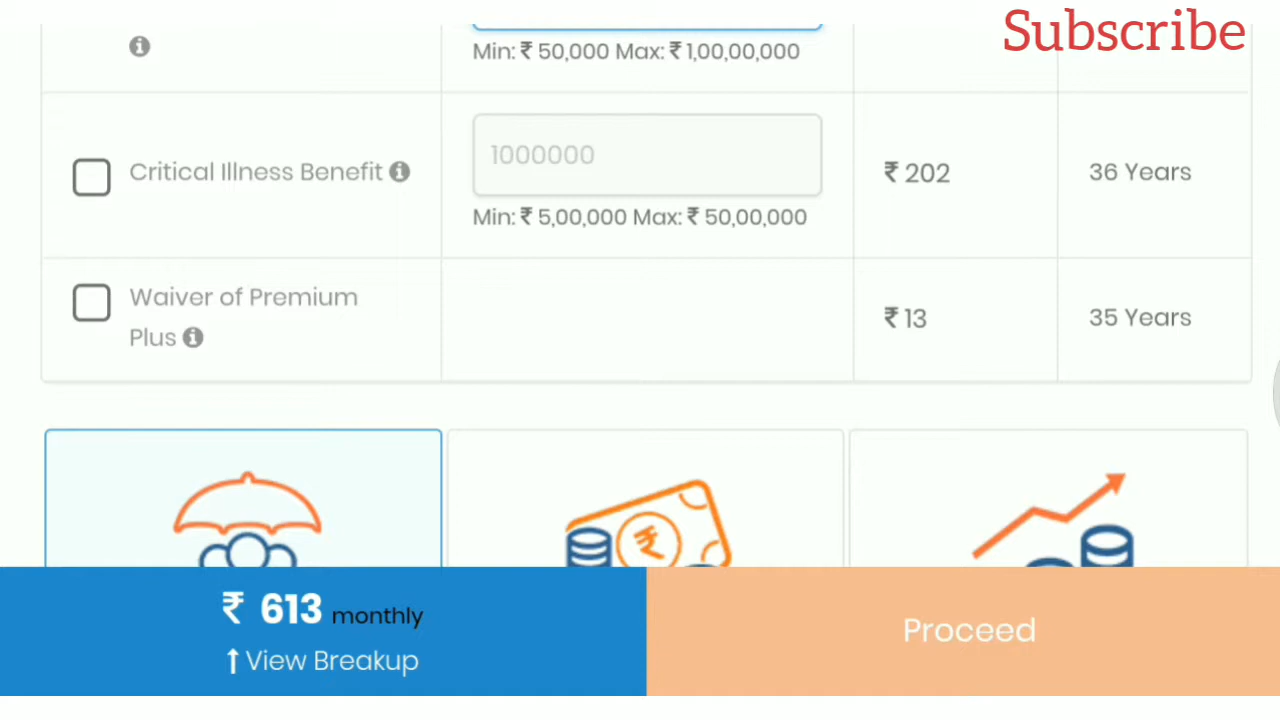 Subscribe
Min: ₹ 50,000 Max: ₹ 1,00,00,000
Critical Illness Benefit
1000000
₹ 202
36 Years
Min: ₹ 5,00,000 Max: ₹ 50,00,000
Waiver of Premium
Plus
₹ 13
35 Years
₹ 613 monthly
↑ View Breakup
Proceed